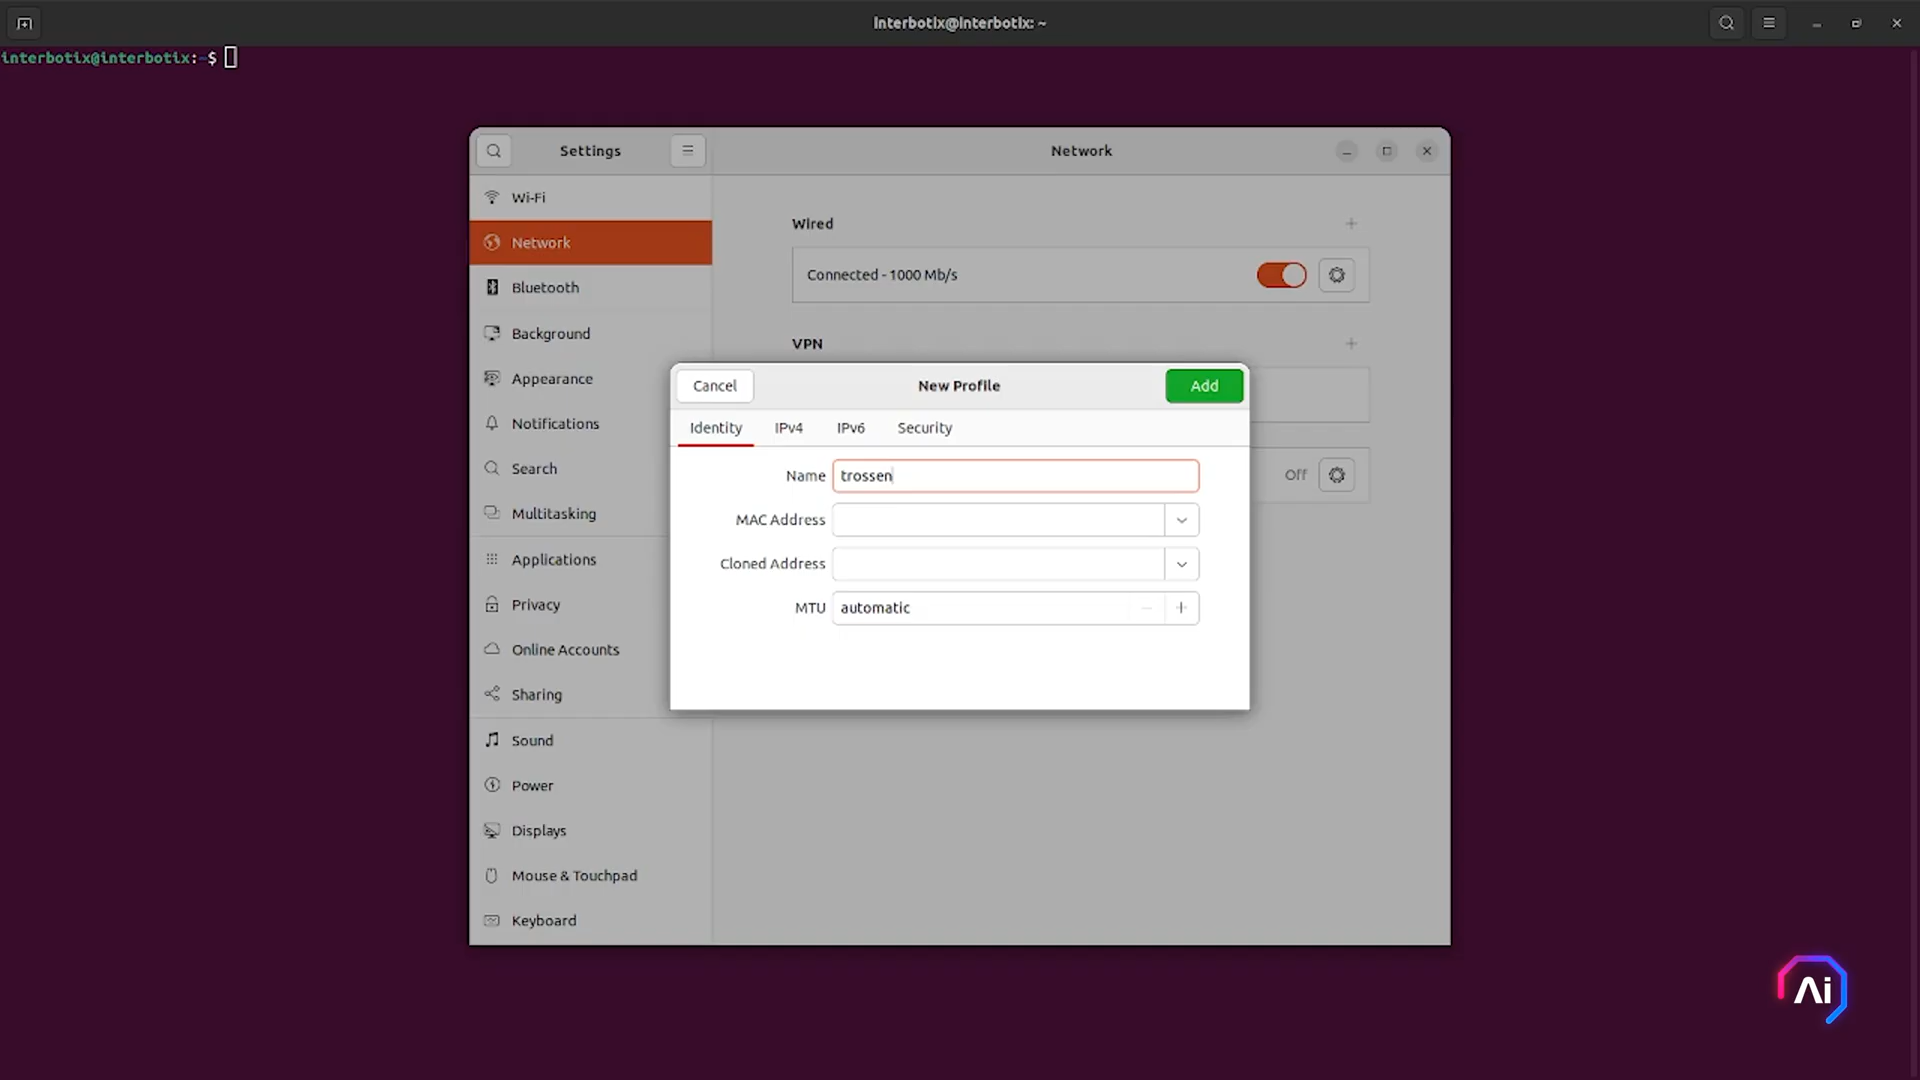 interbotix@interbotix: ~
interbotix@interbotix:~$
Settings
Network
Wi-Fi
Network
Bluetooth
Background
Appearance
Notifications
Search
Multitasking
Applications
Privacy
Online Accounts
Sharing
Sound
Power
Displays
Mouse & Touchpad
Keyboard
Wired
Connected - 1000 Mb/s
VPN
Off
Cancel
New Profile
Add
Identity IPv4 IPv6 Security
Name trossen
MAC Address
Cloned Address
MTU automatic
Ai